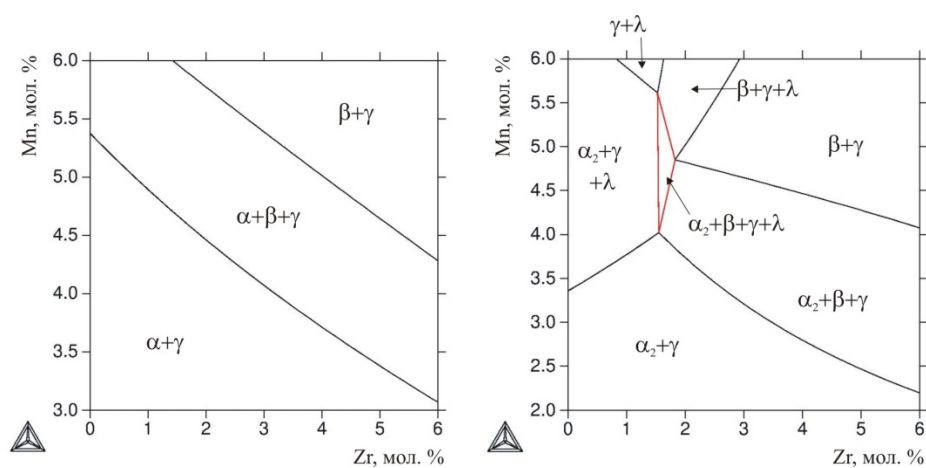 Mn, мол. %
6.0
5.5
5.0
4.5
4.0
3.5
3.0
β+γ
α+β+γ
α+γ
0 1 2 3 4 5 6
Zr, мол. %
γ+λ
Mn, мол. %
6.0
5.5
5.0
4.5
4.0
3.5
3.0
2.5
2.0
β+γ+λ
α₂+γ
+λ
β+γ
α₂+β+γ+λ
α₂+β+γ
α₂+γ
0 1 2 3 4 5 6
Zr, мол. %